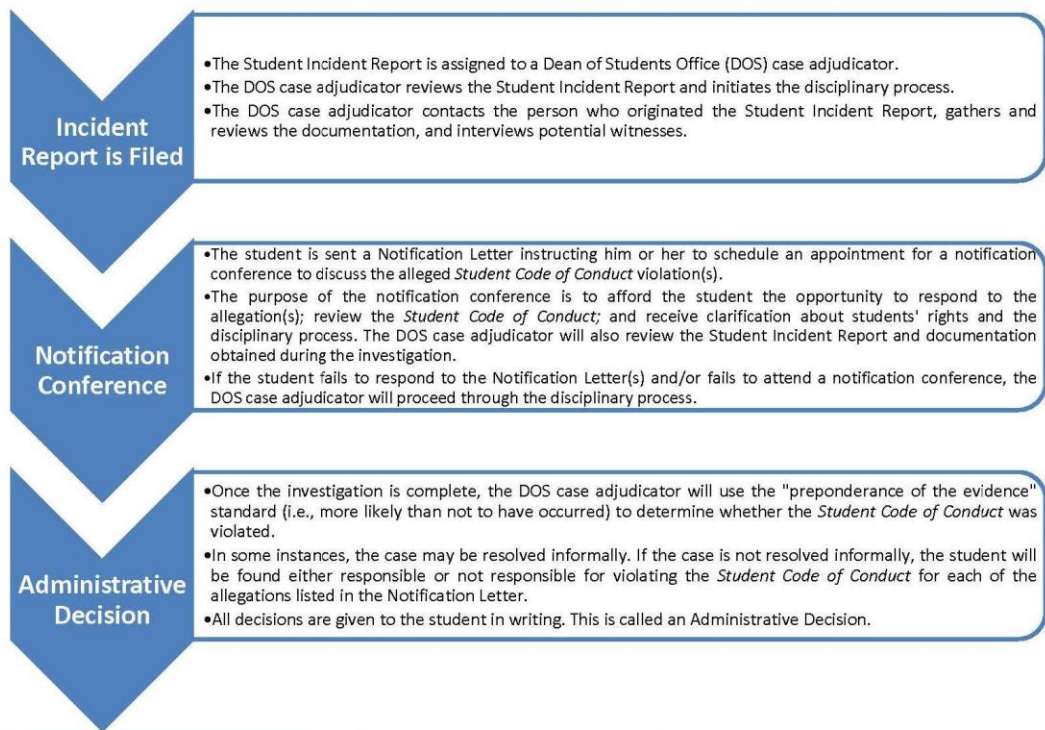 Incident
Report is Filed
•The Student Incident Report is assigned to a Dean of Students Office (DOS) case adjudicator.
•The DOS case adjudicator reviews the Student Incident Report and initiates the disciplinary process.
•The DOS case adjudicator contacts the person who originated the Student Incident Report, gathers and
reviews the documentation, and interviews potential witnesses.
Notification
Conference
•The student is sent a Notification Letter instructing him or her to schedule an appointment for a notification
conference to discuss the alleged Student Code of Conduct violation(s).
•The purpose of the notification conference is to afford the student the opportunity to respond to the
allegation(s); review the Student Code of Conduct; and receive clarification about students' rights and the
disciplinary process. The DOS case adjudicator will also review the Student Incident Report and documentation
obtained during the investigation.
•If the student fails to respond to the Notification Letter(s) and/or fails to attend a notification conference, the
DOS case adjudicator will proceed through the disciplinary process.
Administrative
Decision
•Once the investigation is complete, the DOS case adjudicator will use the "preponderance of the evidence"
standard (i.e., more likely than not to have occurred) to determine whether the Student Code of Conduct was
violated.
•In some instances, the case may be resolved informally. If the case is not resolved informally, the student will
be found either responsible or not responsible for violating the Student Code of Conduct for each of the
allegations listed in the Notification Letter.
•All decisions are given to the student in writing. This is called an Administrative Decision.